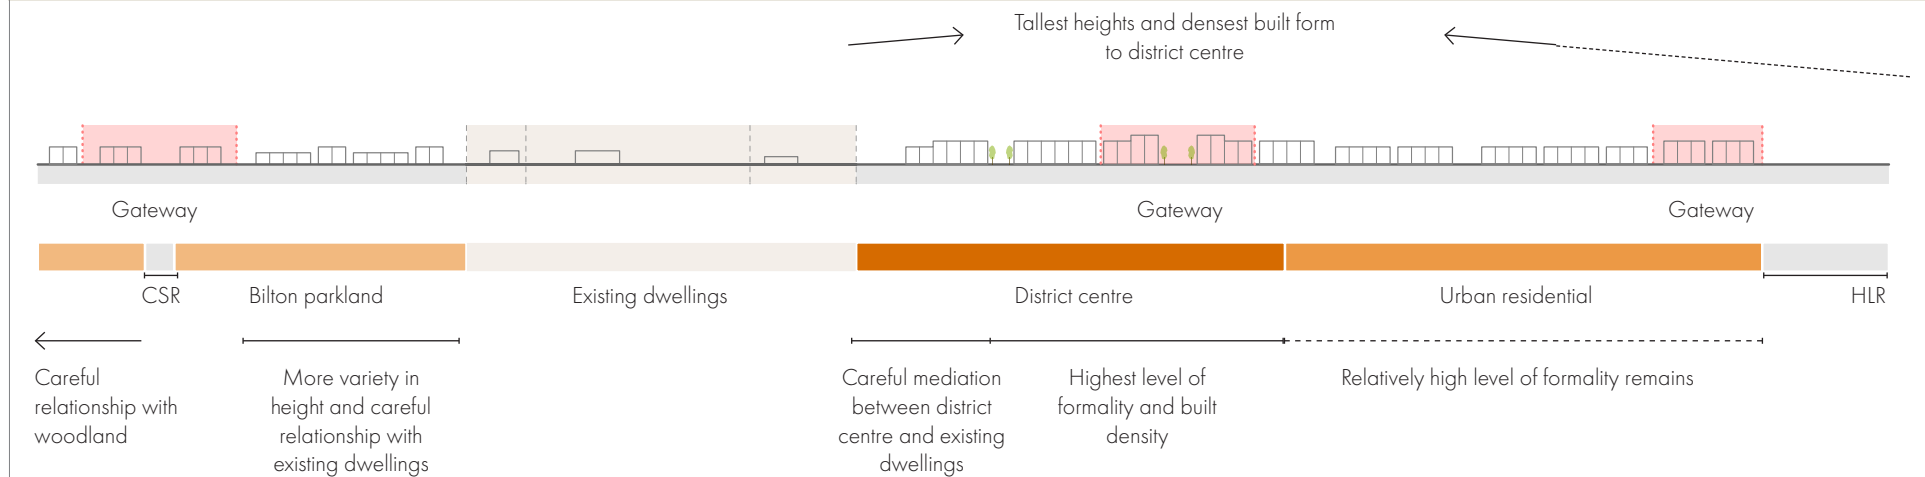 Tallest heights and densest built form
to district centre
Gateway
Gateway
Gateway
CSR
Bilton parkland
Existing dwellings
District centre
Urban residential
HLR
Careful
relationship with
woodland
More variety in
height and careful
relationship with
existing dwellings
Careful mediation
between district
centre and existing
dwellings
Highest level of
formality and built
density
Relatively high level of formality remains